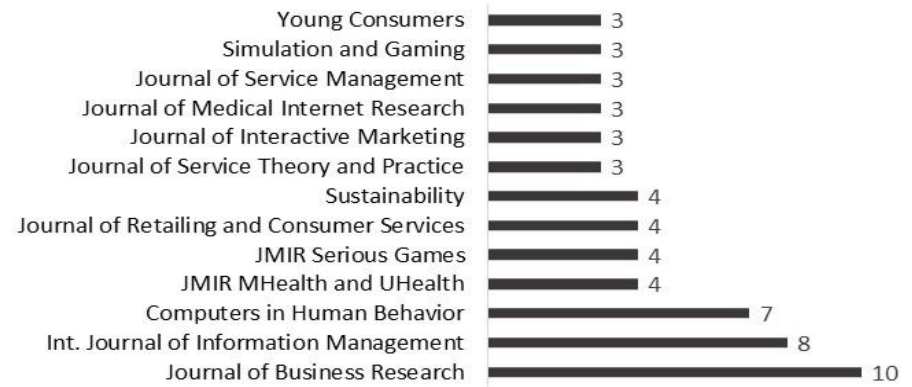 Young Consumers 3
Simulation and Gaming 3
Journal of Service Management 3
Journal of Medical Internet Research 3
Journal of Interactive Marketing 3
Journal of Service Theory and Practice 3
Sustainability 4
Journal of Retailing and Consumer Services 4
JMIR Serious Games 4
JMIR MHealth and UHealth 4
Computers in Human Behavior 7
Int. Journal of Information Management 8
Journal of Business Research 10